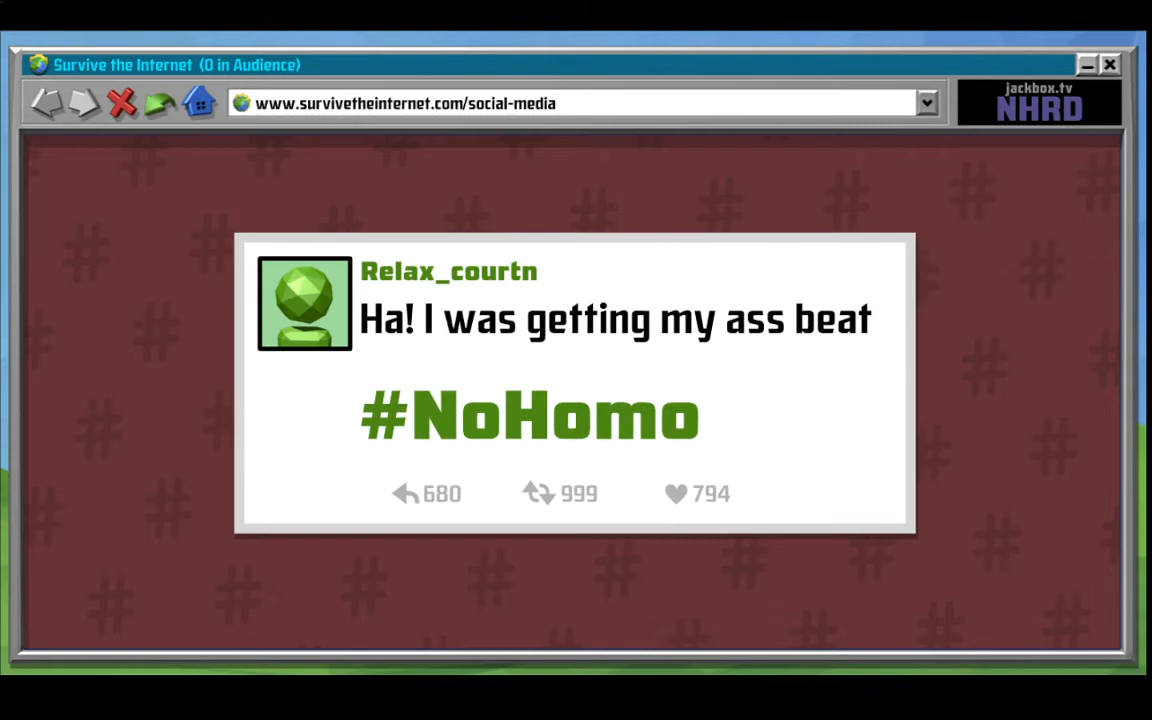 Survive the Internet (0 in Audience)
www.survivetheinternet.com/social-media
jackbox.tv
NHRD
Relax_courtn
Ha! I was getting my ass beat
#NoHomo
680 999 794